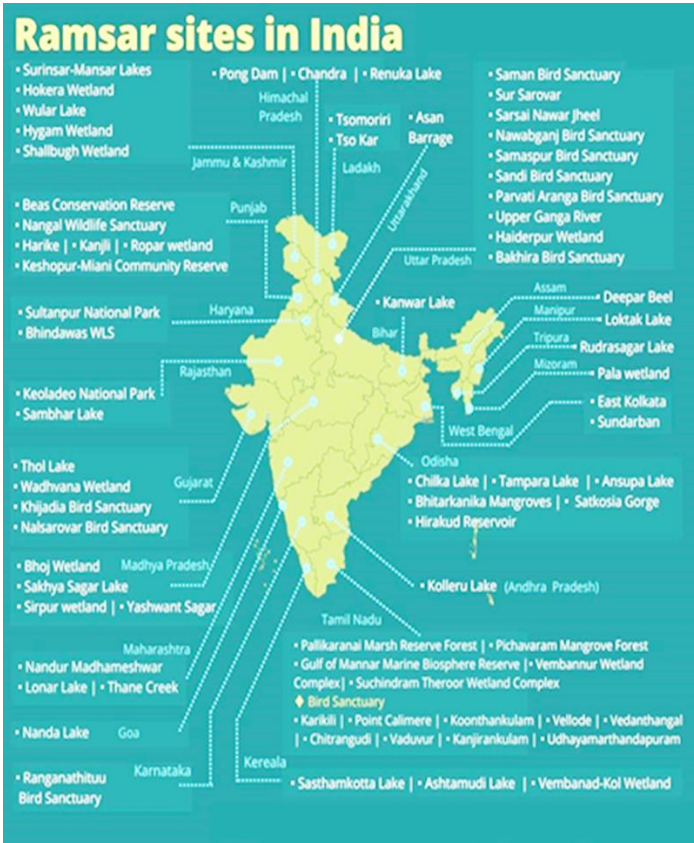 Ramsar sites in India
▪ Surinsar-Mansar Lakes
▪ Hokera Wetland
▪ Wular Lake
▪ Hygam Wetland
▪ Shallbugh Wetland
Jammu & Kashmir
▪ Pong Dam | ▪ Chandra | ▪ Renuka Lake
Himachal
Pradesh
▪ Tsomoriri
▪ Tso Kar
Ladakh
▪ Asan
Barrage
Uttarakhand
▪ Saman Bird Sanctuary
▪ Sur Sarovar
▪ Sarsai Nawar Jheel
▪ Nawabganj Bird Sanctuary
▪ Samaspur Bird Sanctuary
▪ Sandi Bird Sanctuary
▪ Parvati Aranga Bird Sanctuary
▪ Upper Ganga River
▪ Haiderpur Wetland
▪ Bakhira Bird Sanctuary
Uttar Pradesh
▪ Beas Conservation Reserve
▪ Nangal Wildlife Sanctuary
▪ Harike | ▪ Kanjli | ▪ Ropar wetland
▪ Keshopur-Miani Community Reserve
Punjab
▪ Sultanpur National Park
▪ Bhindawas WLS
Haryana
▪ Kanwar Lake
Bihar
Assam
▪ Deepar Beel
Manipur
▪ Loktak Lake
Tripura
▪ Rudrasagar Lake
Mizoram
▪ Pala wetland
▪ East Kolkata
▪ Sundarban
West Bengal
Rajasthan
▪ Keoladeo National Park
▪ Sambhar Lake
▪ Thol Lake
▪ Wadhvana Wetland
▪ Khijadia Bird Sanctuary
▪ Nalsarovar Bird Sanctuary
Gujarat
Odisha
▪ Chilka Lake | ▪ Tampara Lake | ▪ Ansupa Lake
▪ Bhitarkanika Mangroves | ▪ Satkosia Gorge
▪ Hirakud Reservoir
▪ Bhoj Wetland Madhya Pradesh
▪ Sakhya Sagar Lake
▪ Sirpur wetland | ▪ Yashwant Sagar
▪ Kolleru Lake (Andhra Pradesh)
Maharashtra
▪ Nandur Madhameshwar
▪ Lonar Lake | ▪ Thane Creek
Tamil Nadu
▪ Pallikaranai Marsh Reserve Forest | ▪ Pichavaram Mangrove Forest
▪ Gulf of Mannar Marine Biosphere Reserve | ▪ Vembannur Wetland
Complex| ▪ Suchindram Theroor Wetland Complex
♦ Bird Sanctuary
▪ Karikili | ▪ Point Calimere | ▪ Koonthankulam | ▪ Vellode | ▪ Vedanthangal
| ▪ Chitrangudi | ▪ Vaduvur | ▪ Kanjirankulam | ▪ Udhayamarthandapuram
▪ Nanda Lake Goa
▪ Ranganathituu
Bird Sanctuary
Karnataka
Kereala
▪ Sasthamkotta Lake | ▪ Ashtamudi Lake | ▪ Vembanad-Kol Wetland